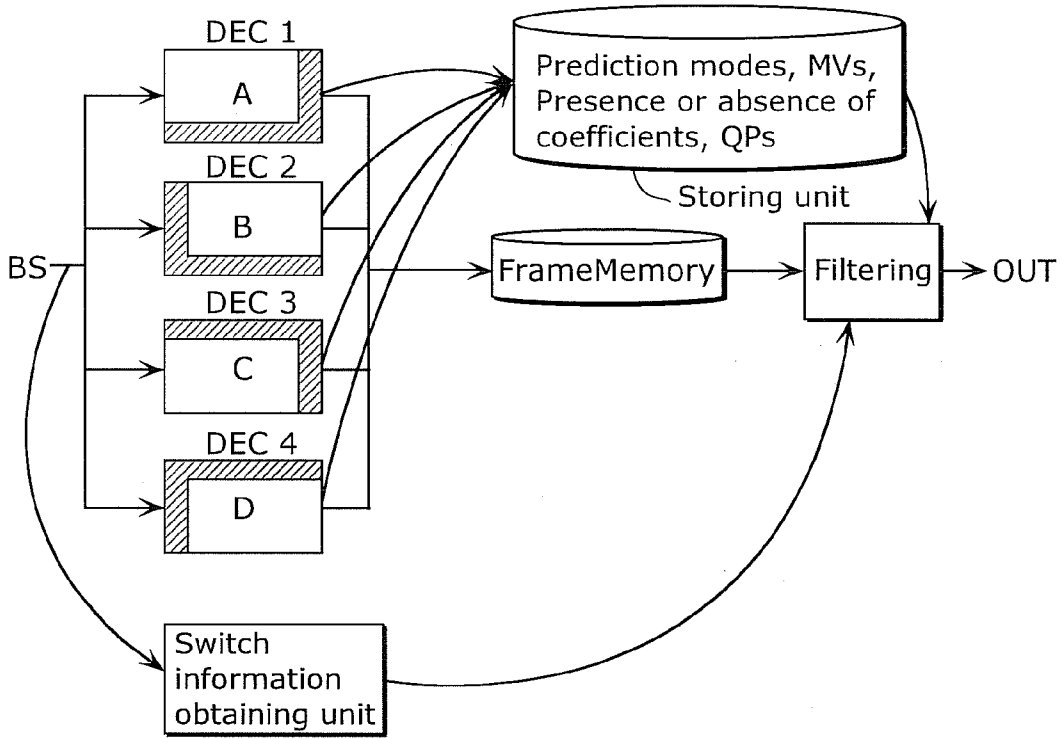 DEC 1
A
DEC 2
B
DEC 3
C
DEC 4
D
BS
Prediction modes, MVs,
Presence or absence of
coefficients, QPs
Storing unit
FrameMemory
Filtering
OUT
Switch
information
obtaining unit